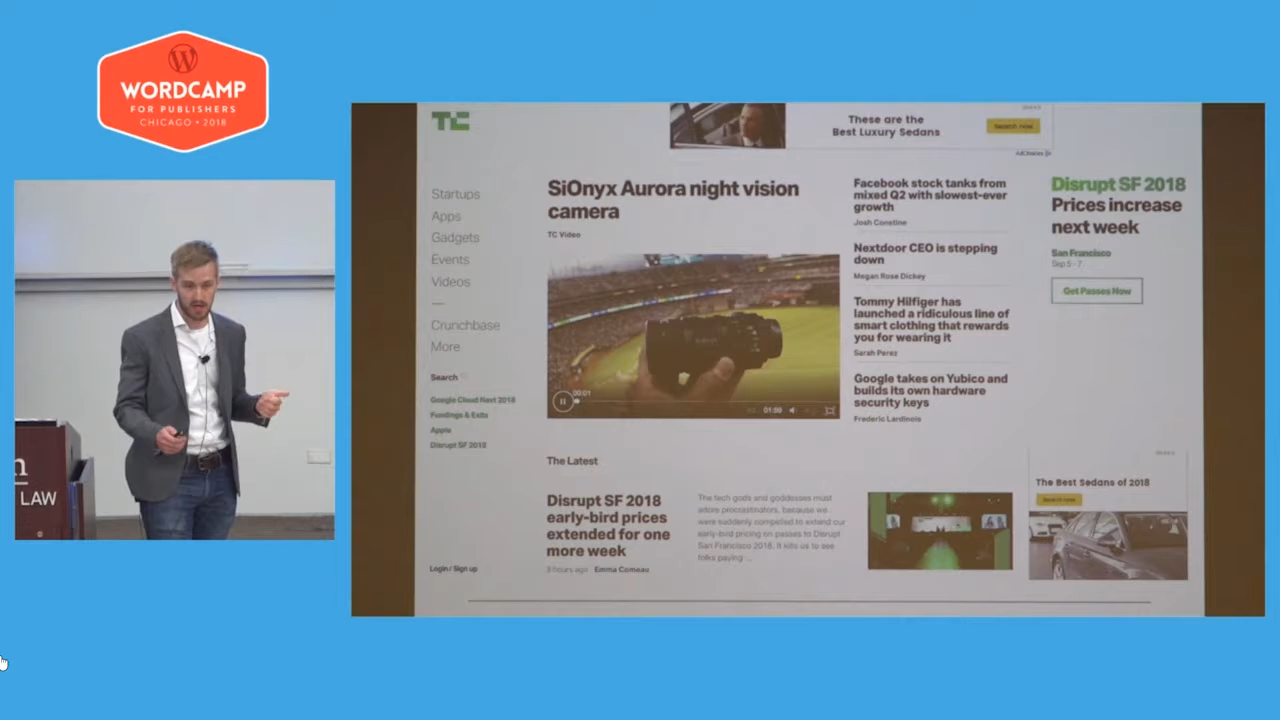 WORDCAMP
FOR PUBLISHERS
CHICAGO • 2018
LAW
TC
These are the
Best Luxury Sedans
Search now
AdChoices
Startups
Apps
Gadgets
Events
Videos
—
Crunchbase
More
Search
Google Cloud Next 2018
Fundings & Exits
Apple
Disrupt SF 2018
Login / Sign up
SiOnyx Aurora night vision
camera
TC Video
00:01
01:00
Facebook stock tanks from
mixed Q2 with slowest-ever
growth
Josh Constine
Nextdoor CEO is stepping
down
Megan Rose Dickey
Tommy Hilfiger has
launched a ridiculous line of
smart clothing that rewards
you for wearing it
Sarah Perez
Google takes on Yubico and
builds its own hardware
security keys
Frederic Lardinois
Disrupt SF 2018
Prices increase
next week
San Francisco
Sep 5 - 7
Get Passes Now
The Latest
Disrupt SF 2018
early-bird prices
extended for one
more week
3 hours ago Emma Comeau
The tech gods and goddesses must
adore procrastinators, because we
were suddenly compelled to extend our
early-bird pricing on passes to Disrupt
San Francisco 2018. It kills us to see
folks paying ...
The Best Sedans of 2018
Search now